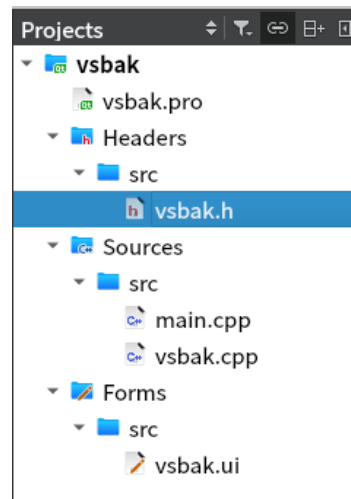 Projects
vsbak
vsbak.pro
Headers
src
vsbak.h
Sources
src
main.cpp
vsbak.cpp
Forms
src
vsbak.ui